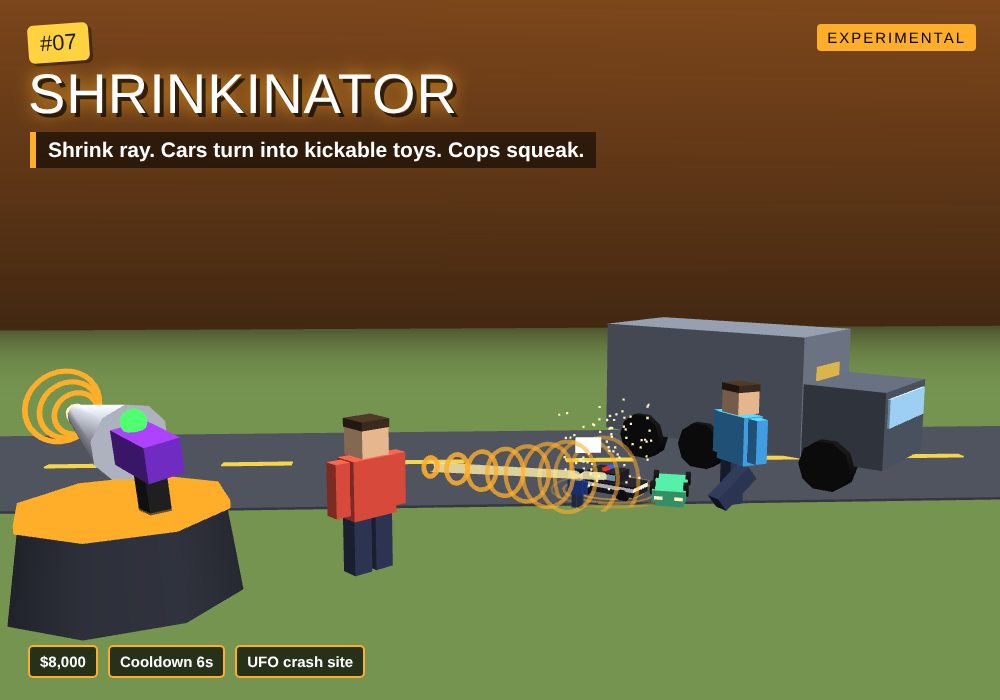 #07
EXPERIMENTAL
SHRINKINATOR
Shrink ray. Cars turn into kickable toys. Cops squeak.
$8,000
Cooldown 6s
UFO crash site